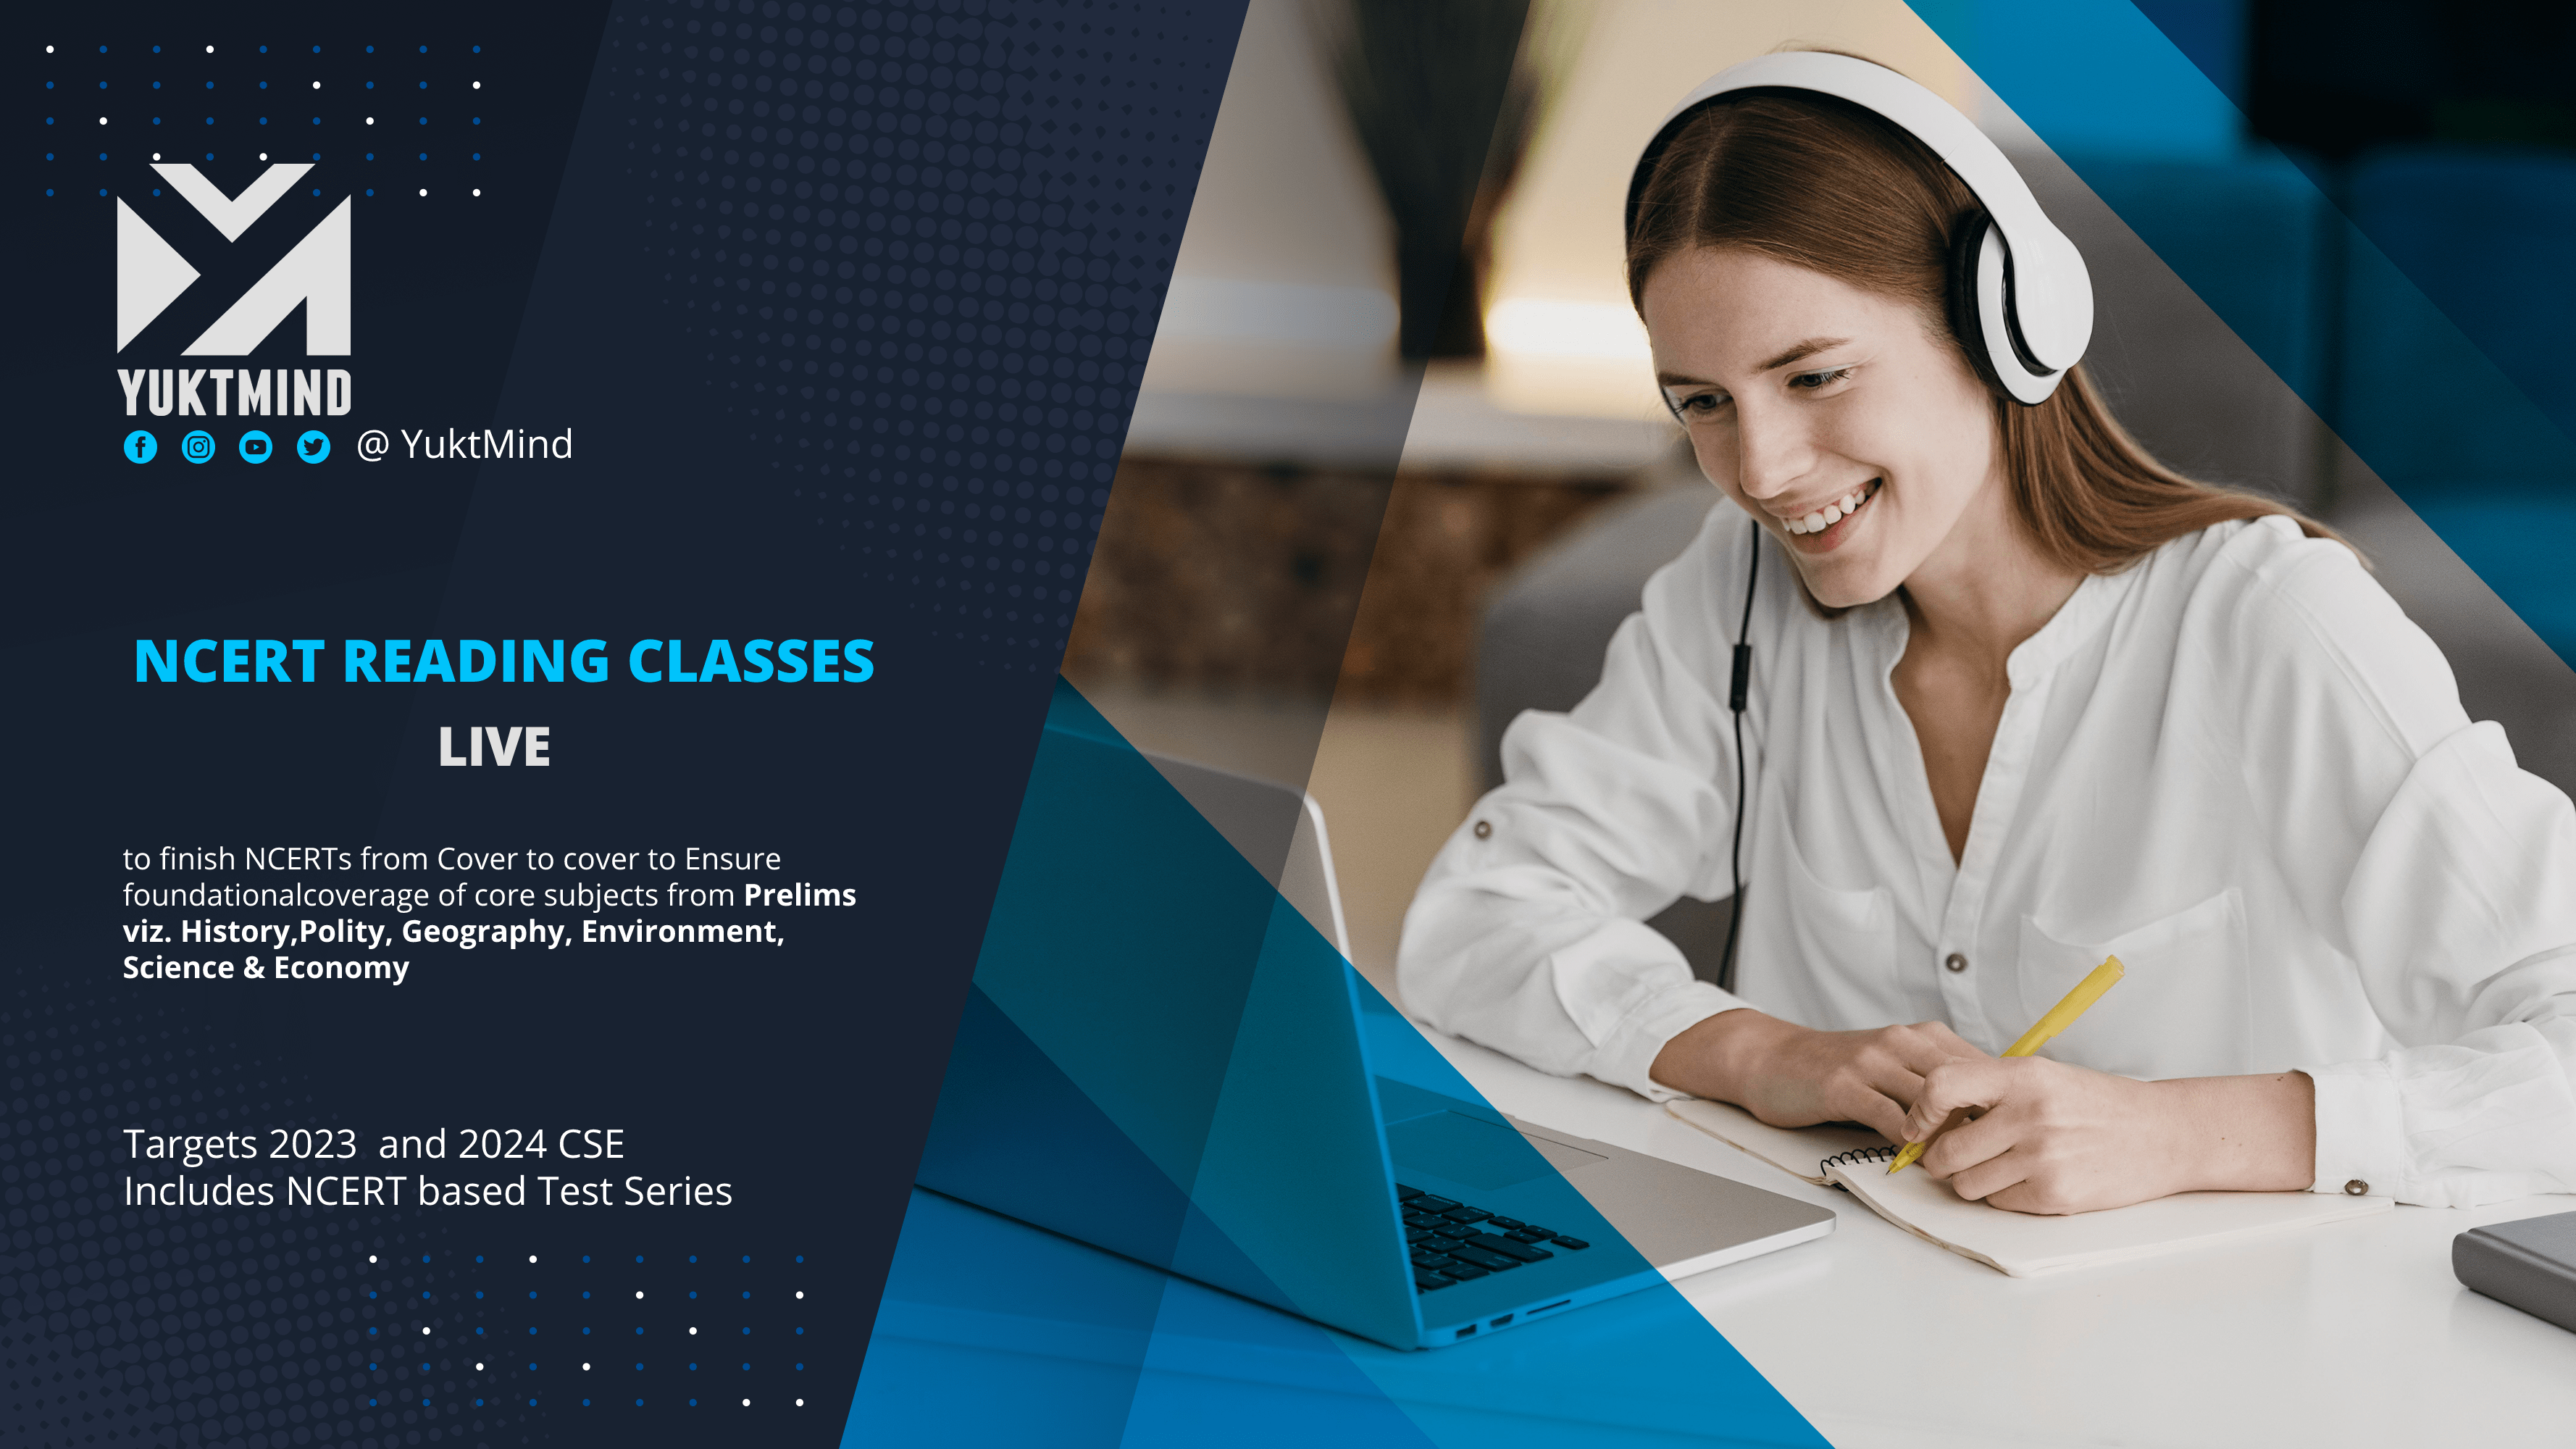 YUKTMIND
@ YuktMind
NCERT READING CLASSES
LIVE
to finish NCERTs from Cover to cover to Ensure
foundationalcoverage of core subjects from Prelims
viz. History,Polity, Geography, Environment,
Science & Economy
Targets 2023  and 2024 CSE
Includes NCERT based Test Series